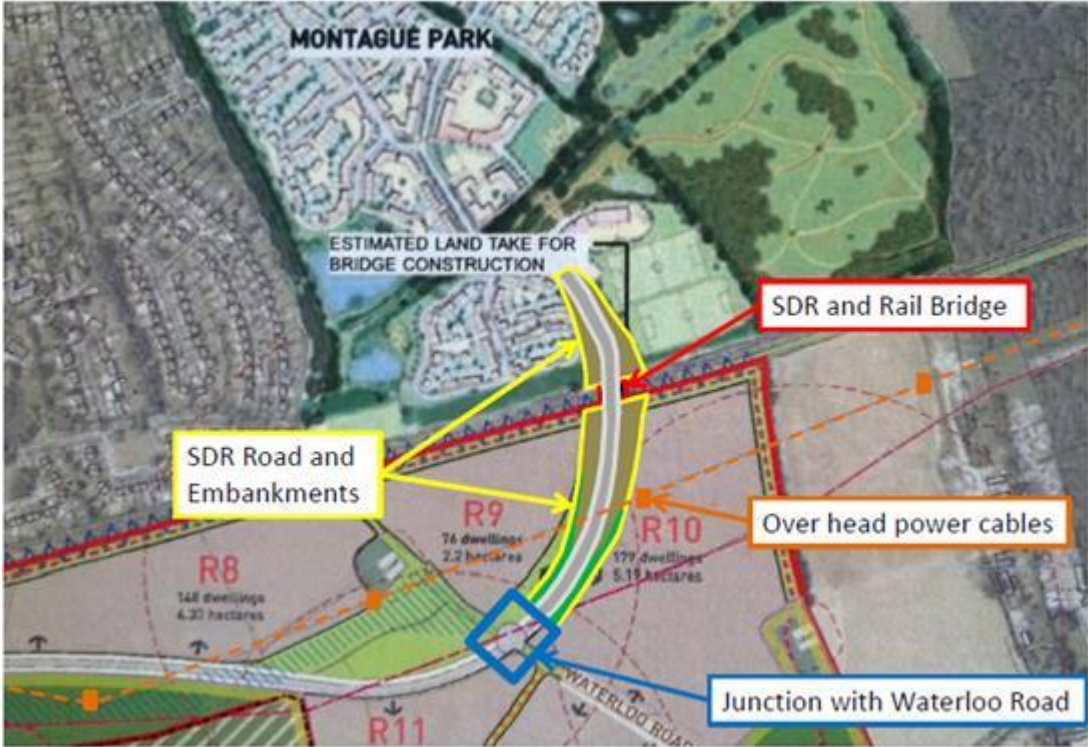 MONTAGUE PARK
ESTIMATED LAND TAKE FOR
BRIDGE CONSTRUCTION
SDR and Rail Bridge
SDR Road and
Embankments
R9
76 dwellings
2.2 hectares
R10
179 dwellings
5.19 hectares
Over head power cables
R8
148 dwellings
4.30 hectares
WATERLOO ROAD
Junction with Waterloo Road
R11